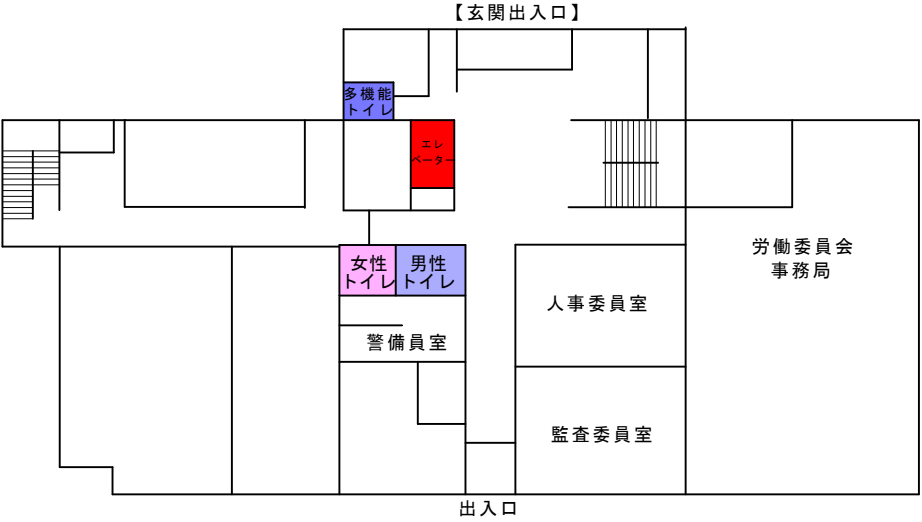 【玄関出入口】
多機能
トイレ
エレ
ベーター
労働委員会
事務局
女性
トイレ
男性
トイレ
人事委員室
警備員室
監査委員室
出入口